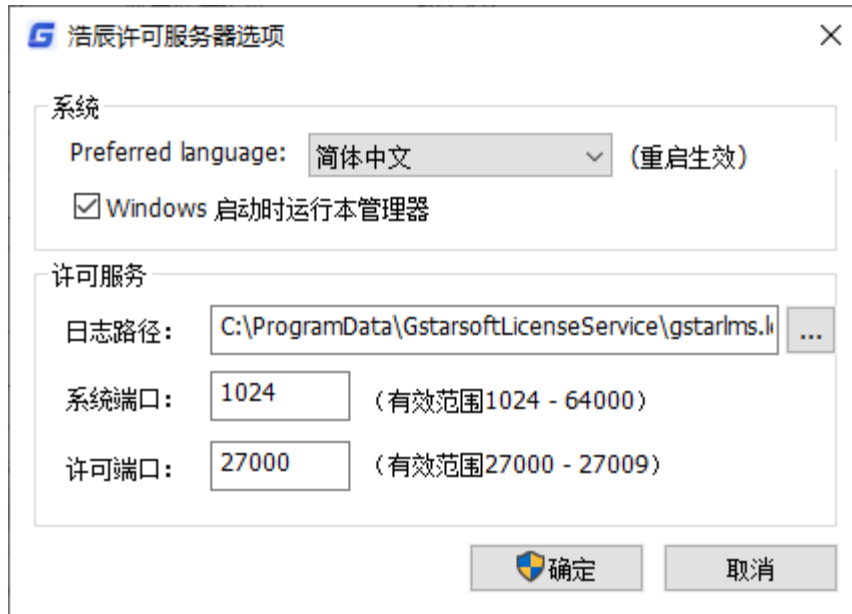 浩辰许可服务器选项
系统
Preferred language: 简体中文 (重启生效)
Windows 启动时运行本管理器
许可服务
日志路径: C:\ProgramData\GstarsoftLicenseService\gstarlms.l ...
系统端口: 1024 (有效范围1024 - 64000)
许可端口: 27000 (有效范围27000 - 27009)
确定 取消